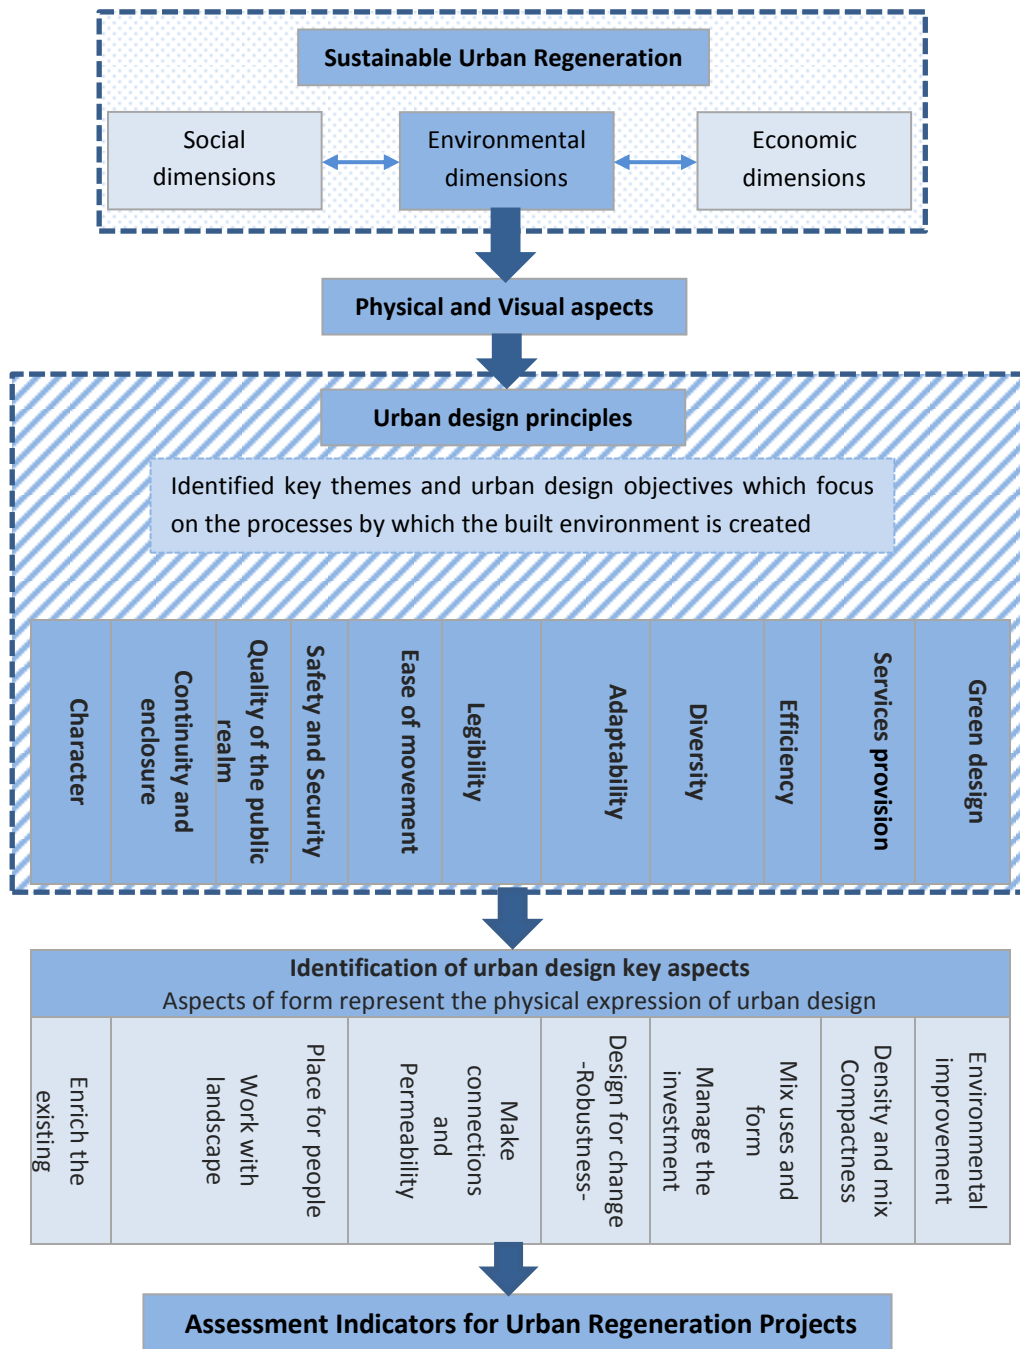 Sustainable Urban Regeneration
Social
dimensions
Environmental
dimensions
Economic
dimensions
Physical and Visual aspects
Urban design principles
Identified key themes and urban design objectives which focus
on the processes by which the built environment is created
Character
Continuity and
enclosure
Quality of the public
realm
Safety and Security
Ease of movement
Legibility
Adaptability
Diversity
Efficiency
Services provision
Green design
Identification of urban design key aspects
Aspects of form represent the physical expression of urban design
Enrich the
existing
Place for people
Work with
landscape
Make
connections
and
Permeability
Design for change
-Robustness-
Mix uses and
form
Manage the
investment
Density and mix
Compactness
Environmental
improvement
Assessment Indicators for Urban Regeneration Projects